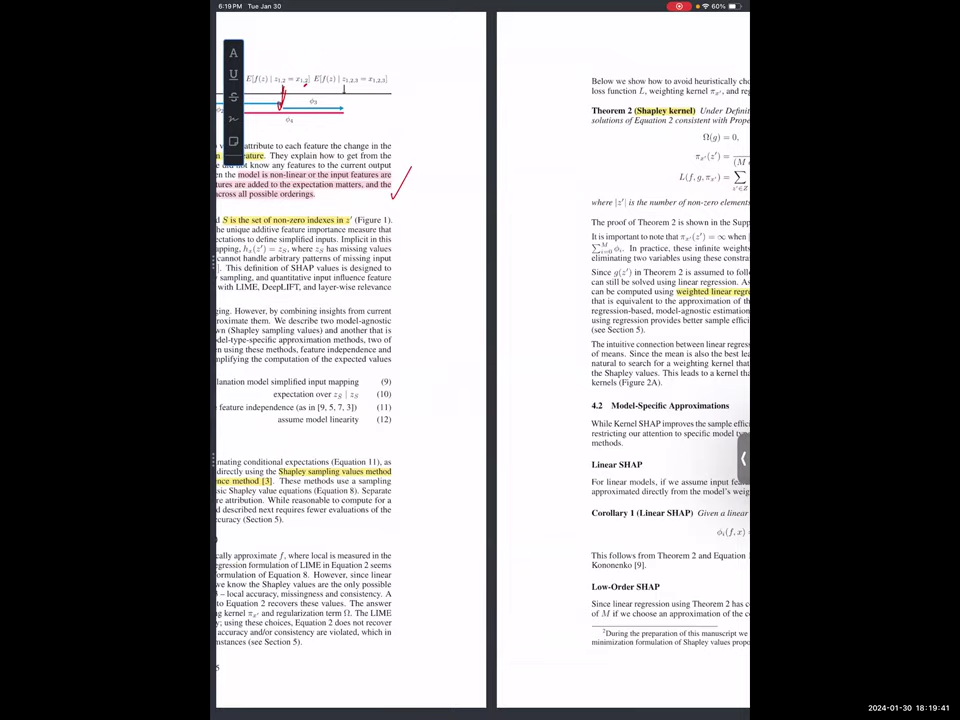 6:19 PM Tue Jan 30
60%
A
U
S
E[f(z) | z1,2 = x1,2] E[f(z) | z1,2,3 = x1,2,3]
ϕ3
ϕ4
attribute to each feature the change in the
eature. They explain how to get from the
not know any features to the current output
en the model is non-linear or the input features are
tures are added to the expectation matters, and the
across all possible orderings.
d S is the set of non-zero indexes in z′ (Figure 1).
the unique additive feature importance measure that
ectations to define simplified inputs. Implicit in this
apping, hx(z′) = zS, where zS has missing values
cannot handle arbitrary patterns of missing input
]. This definition of SHAP values is designed to
sampling, and quantitative input influence feature
with LIME, DeepLIFT, and layer-wise relevance
ging. However, by combining insights from current
roximate them. We describe two model-agnostic
wn (Shapley sampling values) and another that is
del-type-specific approximation methods, two of
en using these methods, feature independence and
mplifying the computation of the expected values
lanation model simplified input mapping (9)
expectation over zS̄ | zS (10)
feature independence (as in [9, 5, 7, 3]) (11)
assume model linearity (12)
mating conditional expectations (Equation 11), as
directly using the Shapley sampling values method
ence method [3]. These methods use a sampling
sic Shapley value equations (Equation 8). Separate
re attribution. While reasonable to compute for a
d described next requires fewer evaluations of the
ccuracy (Section 5).
)
cally approximate f, where local is measured in the
egression formulation of LIME in Equation 2 seems
formulation of Equation 8. However, since linear
we know the Shapley values are the only possible
3 – local accuracy, missingness and consistency. A
to Equation 2 recovers these values. The answer
ng kernel πx′ and regularization term Ω. The LIME
y; using these choices, Equation 2 does not recover
accuracy and/or consistency are violated, which in
mstances (see Section 5).
5
Below we show how to avoid heuristically cho
loss function L, weighting kernel πx′, and reg
Theorem 2 (Shapley kernel) Under Definit
solutions of Equation 2 consistent with Prope
Ω(g) = 0,
πx′(z′) =
(M
L(f, g, πx′) = ∑
z′∈Z
where |z′| is the number of non-zero elements
The proof of Theorem 2 is shown in the Supp
It is important to note that πx′(z′) = ∞ when |
∑Mi=0 ϕi. In practice, these infinite weights
eliminating two variables using these constra
Since g(z′) in Theorem 2 is assumed to follo
can still be solved using linear regression. As
can be computed using weighted linear regre
that is equivalent to the approximation of th
regression-based, model-agnostic estimation
using regression provides better sample effic
(see Section 5).
The intuitive connection between linear regres
of means. Since the mean is also the best lea
natural to search for a weighting kernel that
the Shapley values. This leads to a kernel tha
kernels (Figure 2A).
4.2 Model-Specific Approximations
While Kernel SHAP improves the sample effici
restricting our attention to specific model typ
methods.
Linear SHAP
For linear models, if we assume input fea
approximated directly from the model's weig
Corollary 1 (Linear SHAP) Given a linear
ϕi(f, x) =
This follows from Theorem 2 and Equation 1
Kononenko [9].
Low-Order SHAP
Since linear regression using Theorem 2 has c
of M if we choose an approximation of the co
2During the preparation of this manuscript we
minimization formulation of Shapley values propo
2024-01-30 18:19:41